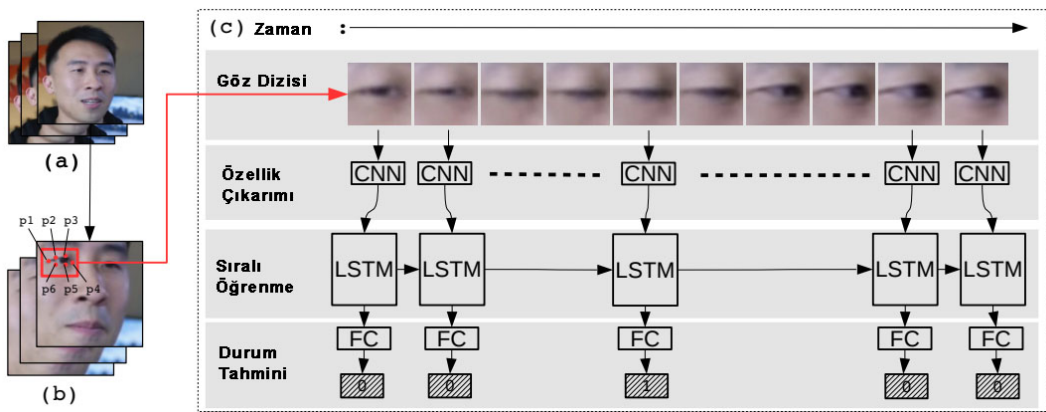 (c) Zaman :
Göz Dizisi
(a)
Özellik
Çıkarımı
CNN CNN CNN CNN CNN
p1 p2 p3
p6 p5 p4
Sıralı
Öğrenme
LSTM LSTM LSTM LSTM LSTM
Durum
Tahmini
FC FC FC FC FC
0 0 1 0 0
(b)